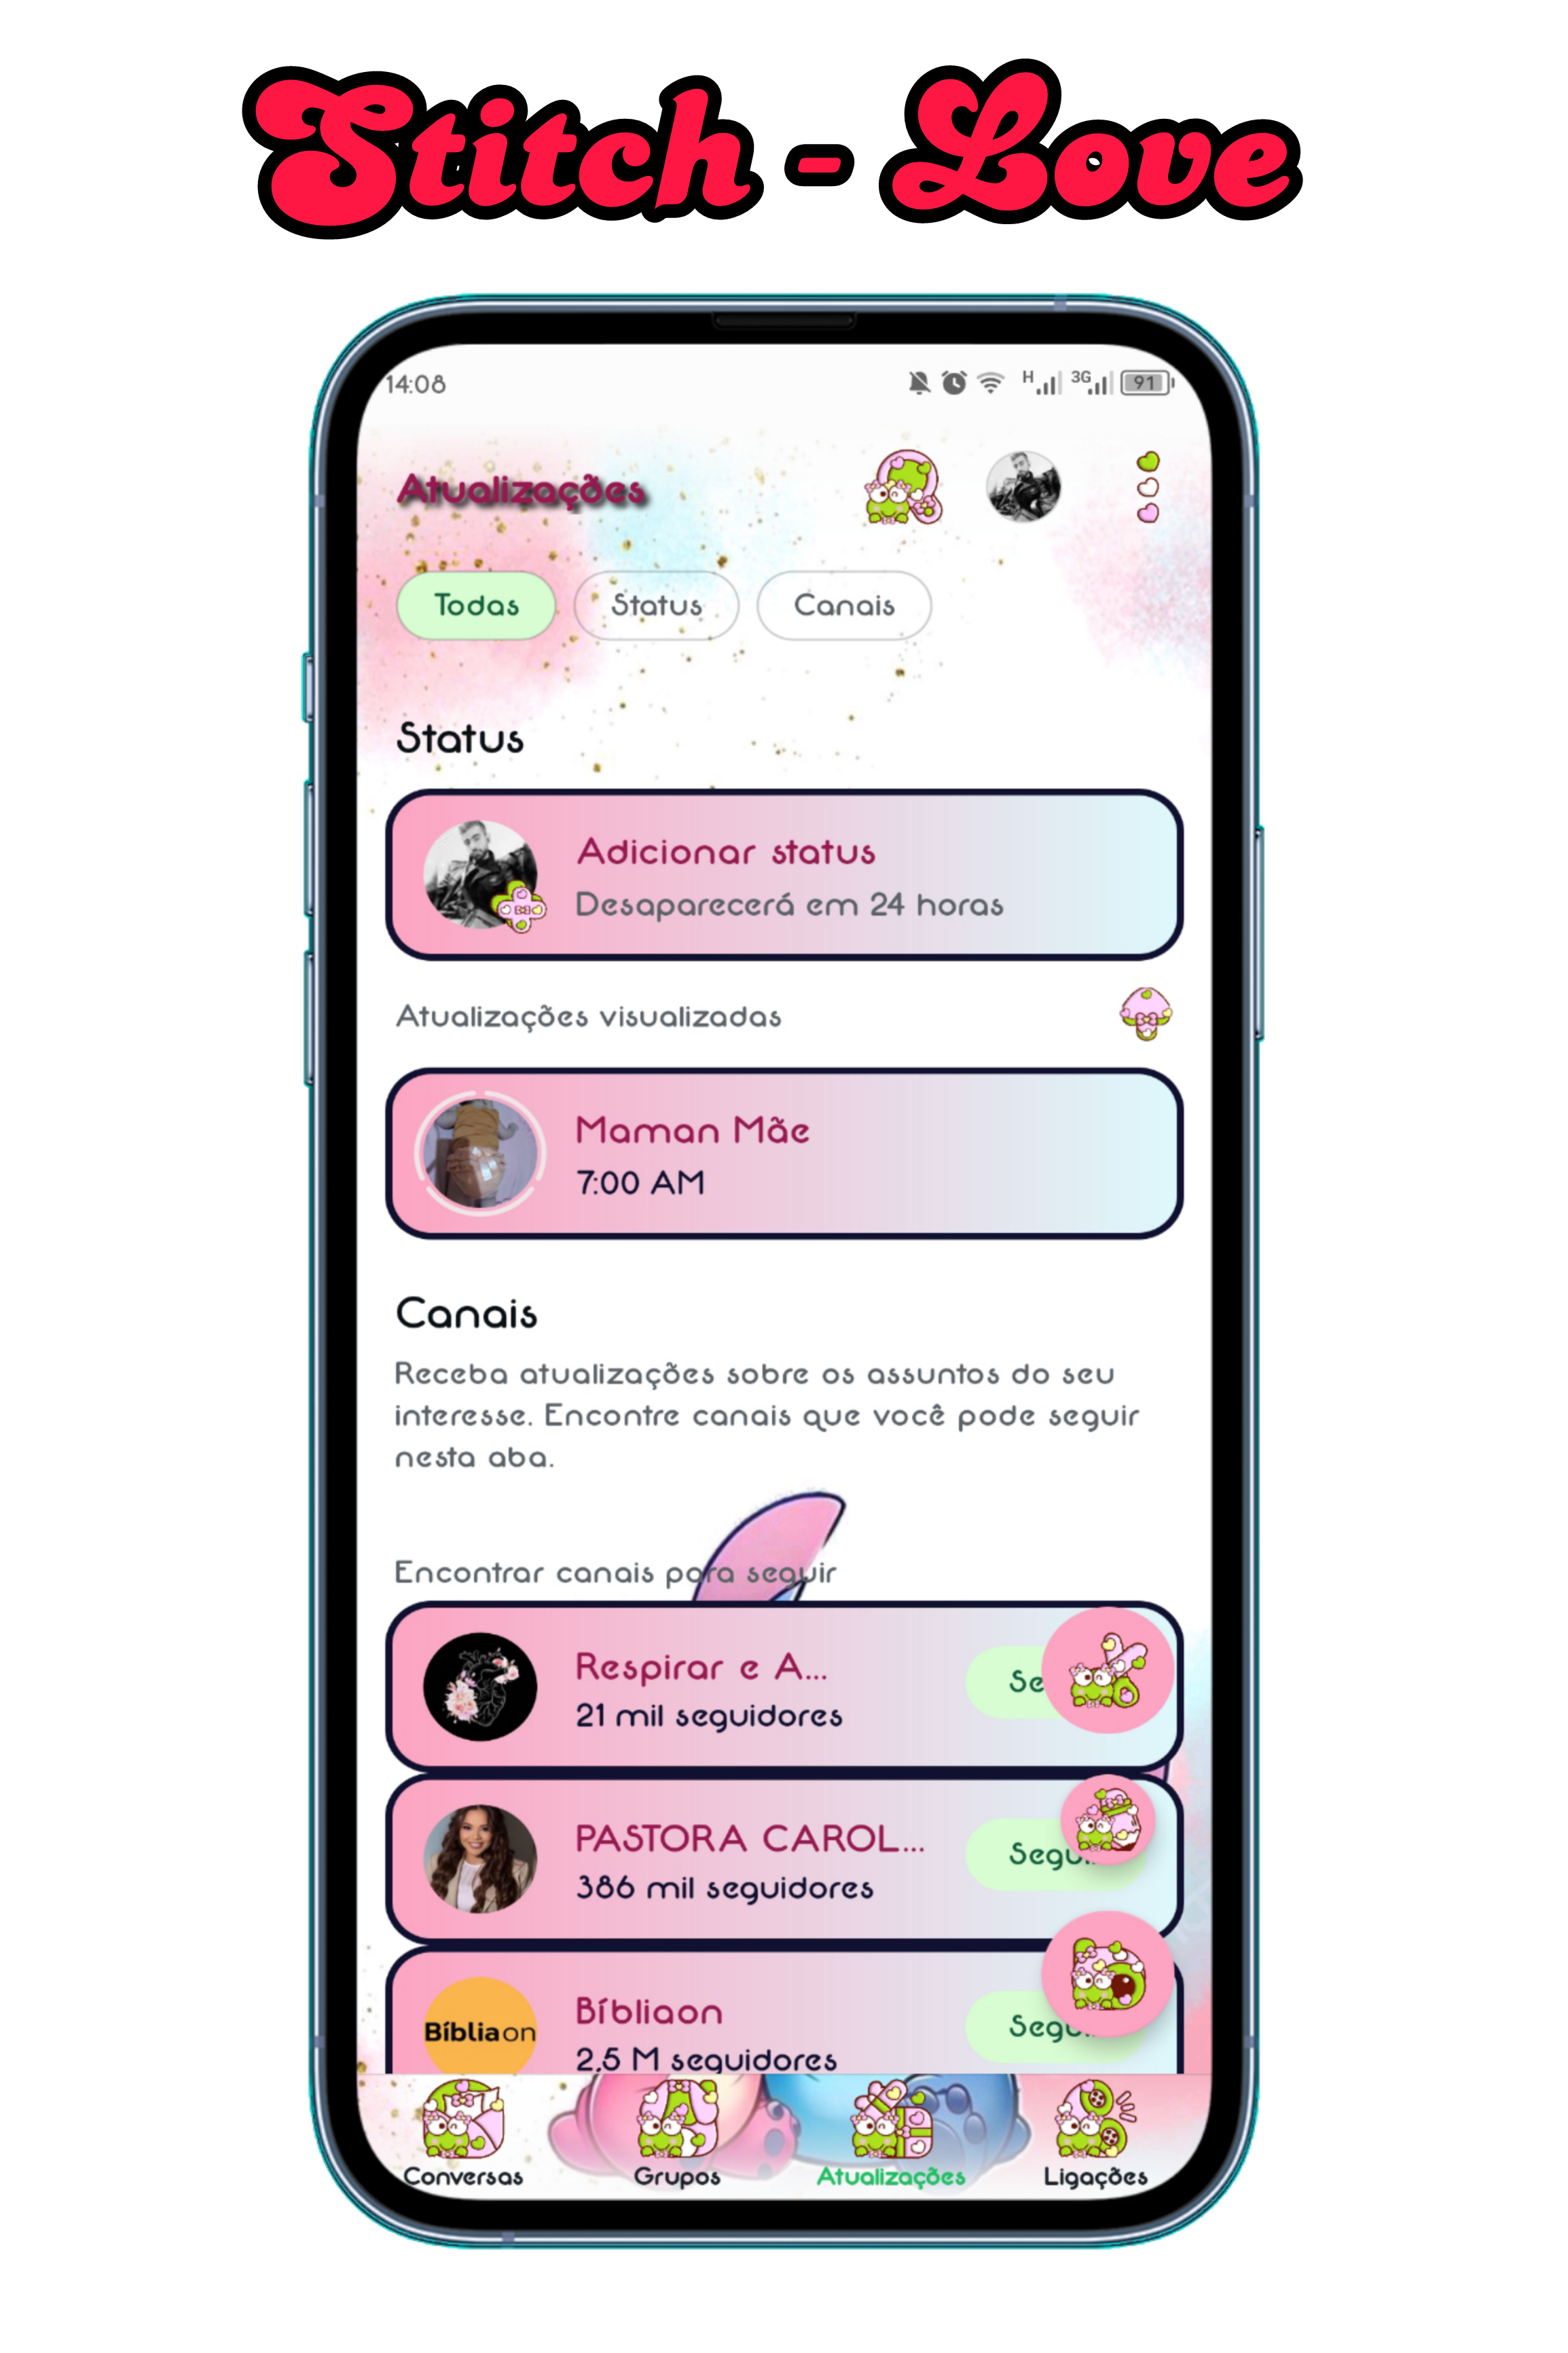 Stitch - Love
14:08
H 3G 91
Atualizações
Todas Status Canais
Status
Adicionar status
Desaparecerá em 24 horas
Atualizações visualizadas
Maman Mãe
7:00 AM
Canais
Receba atualizações sobre os assuntos do seu
interesse. Encontre canais que você pode seguir
nesta aba.
Encontrar canais para seguir
Respirar e A...
21 mil seguidores
Se
PASTORA CAROL...
386 mil seguidores
Segu
Bíbliaon
Bíbliaon
2,5 M seguidores
Segu
Conversas Grupos Atualizações Ligações